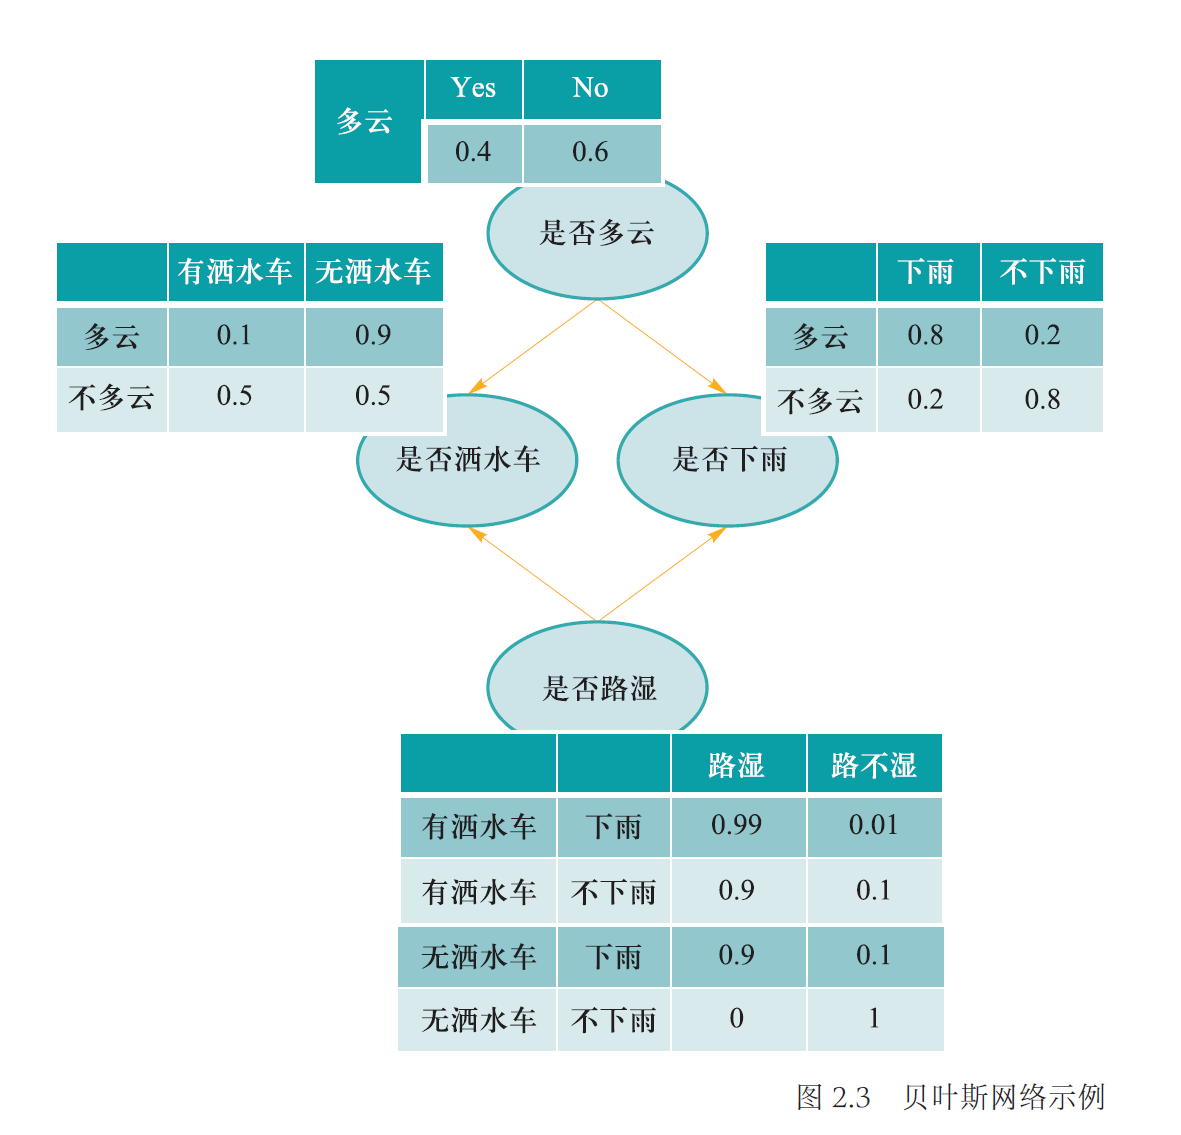 多云 Yes No
0.4 0.6
是否多云
有洒水车 无洒水车
多云 0.1 0.9
不多云 0.5 0.5
下雨 不下雨
多云 0.8 0.2
不多云 0.2 0.8
是否洒水车
是否下雨
是否路湿
路湿 路不湿
有洒水车 下雨 0.99 0.01
有洒水车 不下雨 0.9 0.1
无洒水车 下雨 0.9 0.1
无洒水车 不下雨 0 1
图 2.3 贝叶斯网络示例